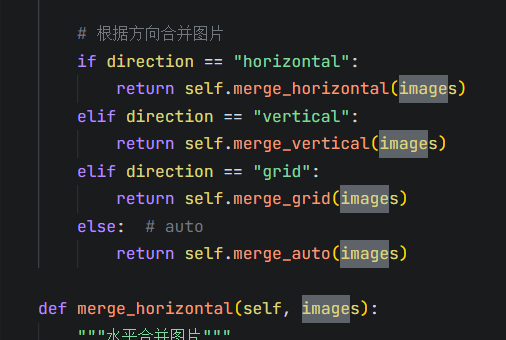 # 根据方向合并图片
if direction == "horizontal":
return self.merge_horizontal(images)
elif direction == "vertical":
return self.merge_vertical(images)
elif direction == "grid":
return self.merge_grid(images)
else:  # auto
return self.merge_auto(images)
def merge_horizontal(self, images):
"""水平合并图片"""